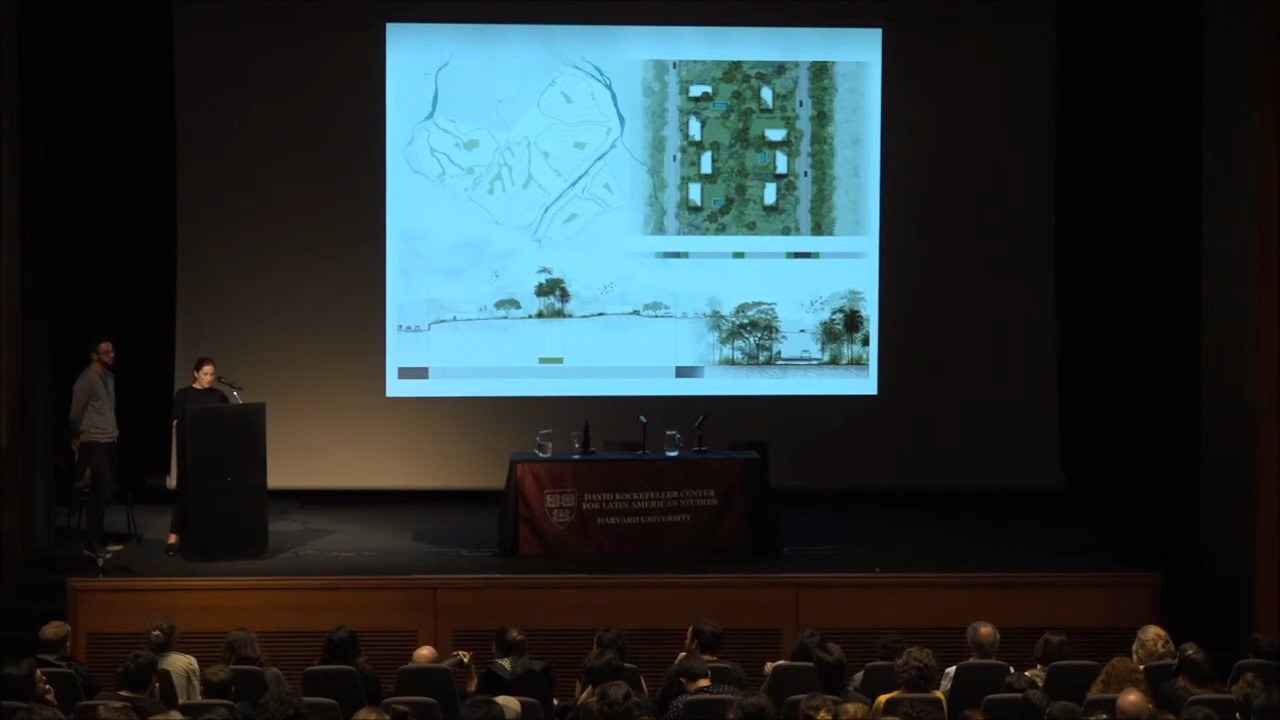 DAVID ROCKEFELLER CENTER
FOR LATIN AMERICAN STUDIES
HARVARD UNIVERSITY